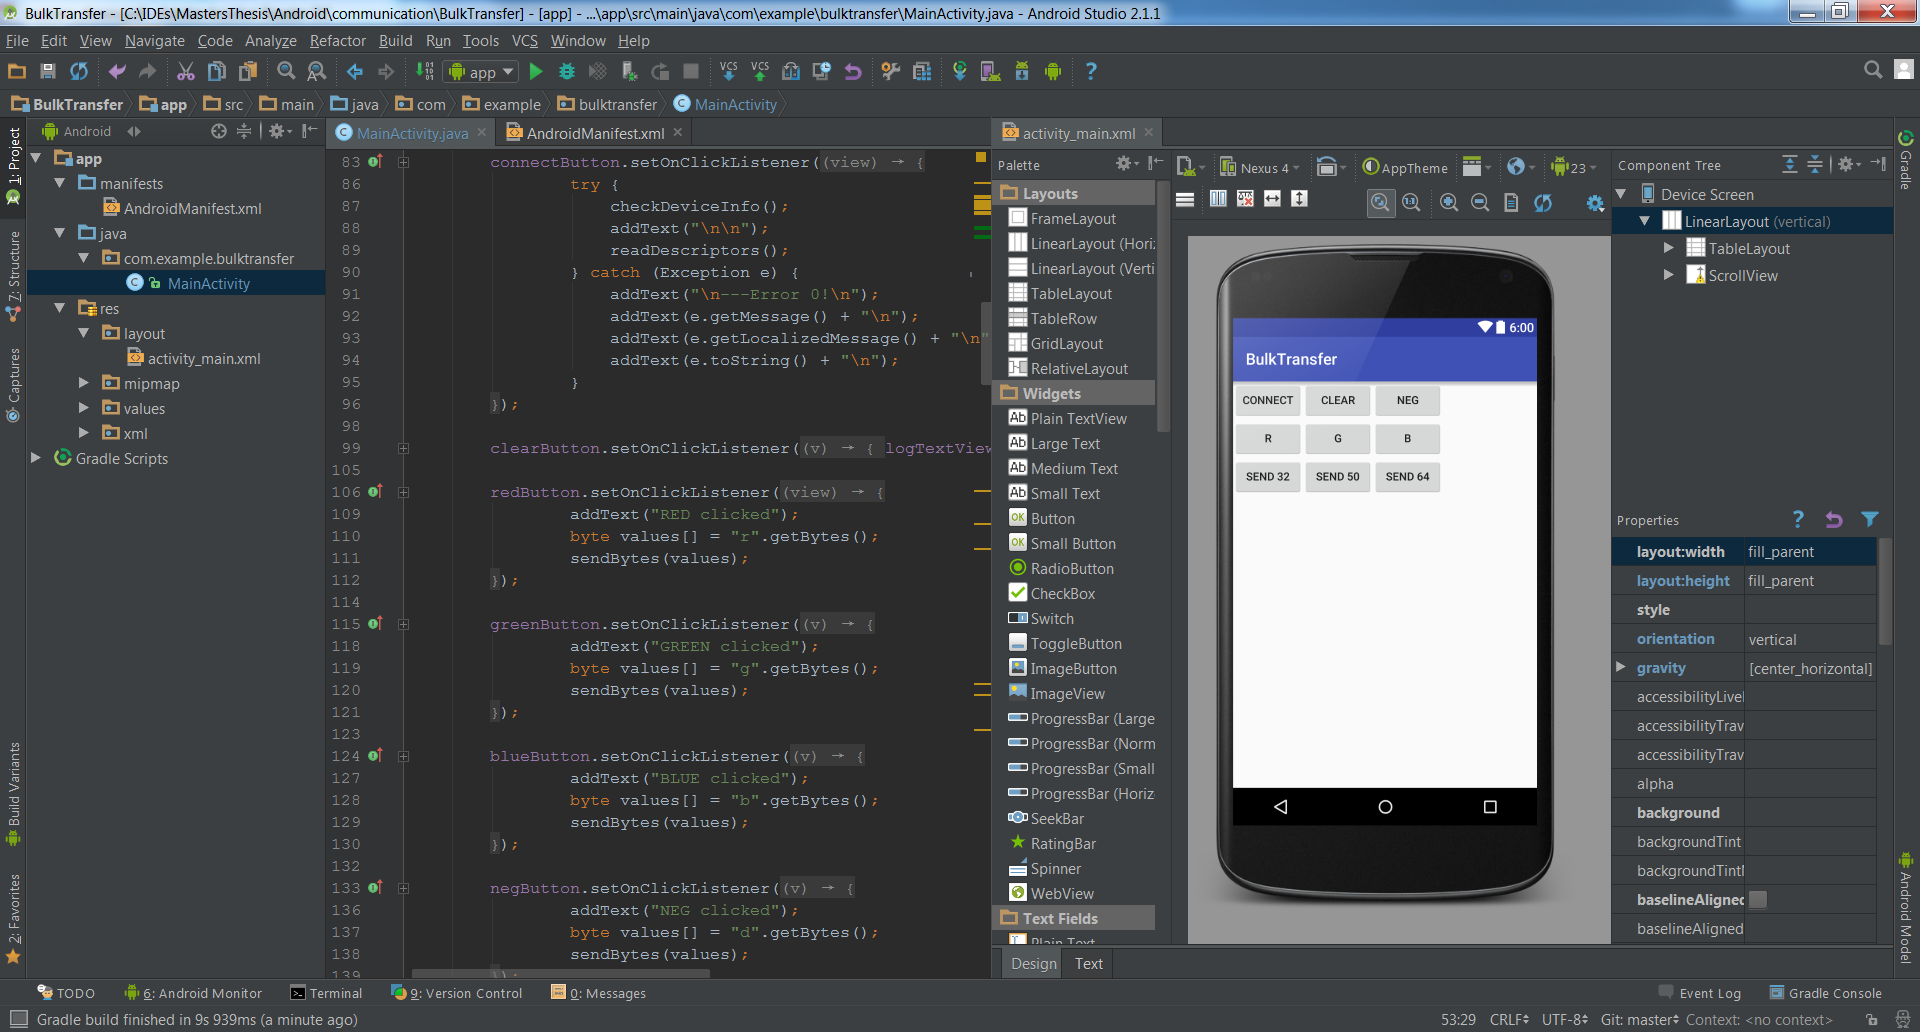 BulkTransfer - [C:\IDEs\MastersThesis\Android\communication\BulkTransfer] - [app] - ...\app\src\main\java\com\example\bulktransfer\MainActivity.java - Android Studio 2.1.1
File Edit View Navigate Code Analyze Refactor Build Run Tools VCS Window Help
app
VCS VCS
BulkTransfer app src main java com example bulktransfer MainActivity
1: Project
7: Structure
Captures
Build Variants
2: Favorites
Android
app
manifests
AndroidManifest.xml
java
com.example.bulktransfer
MainActivity
res
layout
activity_main.xml
mipmap
values
xml
Gradle Scripts
MainActivity.java AndroidManifest.xml
83 connectButton.setOnClickListener((view) → {
86 try {
87 checkDeviceInfo();
88 addText("\n\n");
89 readDescriptors();
90 } catch (Exception e) {
91 addText("\n---Error 0!\n");
92 addText(e.getMessage() + "\n");
93 addText(e.getLocalizedMessage() + "\n"
94 addText(e.toString() + "\n");
95 }
96 });
98
99 clearButton.setOnClickListener((v) → { logTextView
105
106 redButton.setOnClickListener((view) → {
109 addText("RED clicked");
110 byte values[] = "r".getBytes();
111 sendBytes(values);
112 });
114
115 greenButton.setOnClickListener((v) → {
118 addText("GREEN clicked");
119 byte values[] = "g".getBytes();
120 sendBytes(values);
121 });
123
124 blueButton.setOnClickListener((v) → {
127 addText("BLUE clicked");
128 byte values[] = "b".getBytes();
129 sendBytes(values);
130 });
132
133 negButton.setOnClickListener((v) → {
136 addText("NEG clicked");
137 byte values[] = "d".getBytes();
138 sendBytes(values);
139 });
activity_main.xml
Palette
Layouts
FrameLayout
LinearLayout (Hori
LinearLayout (Verti
TableLayout
TableRow
GridLayout
RelativeLayout
Widgets
Plain TextView
Large Text
Medium Text
Small Text
Button
Small Button
RadioButton
CheckBox
Switch
ToggleButton
ImageButton
ImageView
ProgressBar (Large
ProgressBar (Norm
ProgressBar (Small
ProgressBar (Horiz
SeekBar
RatingBar
Spinner
WebView
Text Fields
Plain Text
Design Text
Nexus 4 AppTheme 23
6:00
BulkTransfer
CONNECT CLEAR NEG
R G B
SEND 32 SEND 50 SEND 64
Component Tree
Device Screen
LinearLayout (vertical)
TableLayout
ScrollView
Properties
layout:width fill_parent
layout:height fill_parent
style
orientation vertical
gravity [center_horizontal]
accessibilityLive
accessibilityTrav
accessibilityTrav
alpha
background
backgroundTint
backgroundTint
baselineAligned
baselineAligned
Gradle
Android Model
TODO 6: Android Monitor Terminal 9: Version Control 0: Messages Event Log Gradle Console
Gradle build finished in 9s 939ms (a minute ago) 53:29 CRLF UTF-8 Git: master Context: <no context>